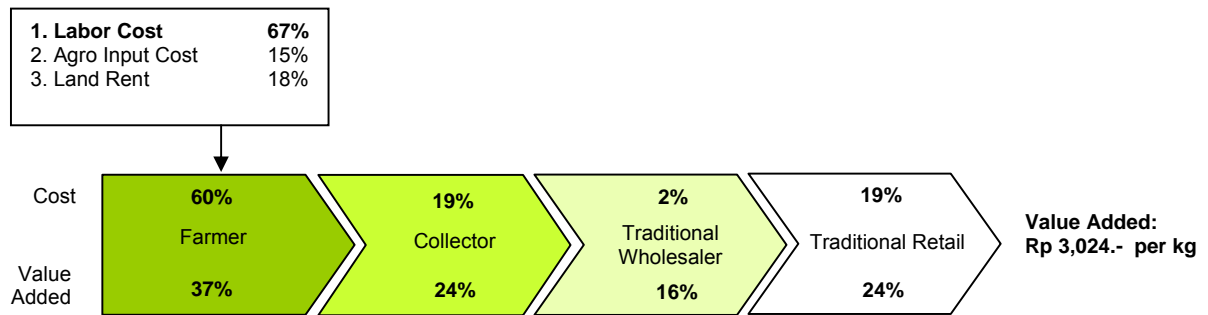 1. Labor Cost 67%
2. Agro Input Cost 15%
3. Land Rent 18%
Cost 60% 19% 2% 19%
Farmer Collector Traditional Wholesaler Traditional Retail
Value Added 37% 24% 16% 24%
Value Added:
Rp 3,024.- per kg